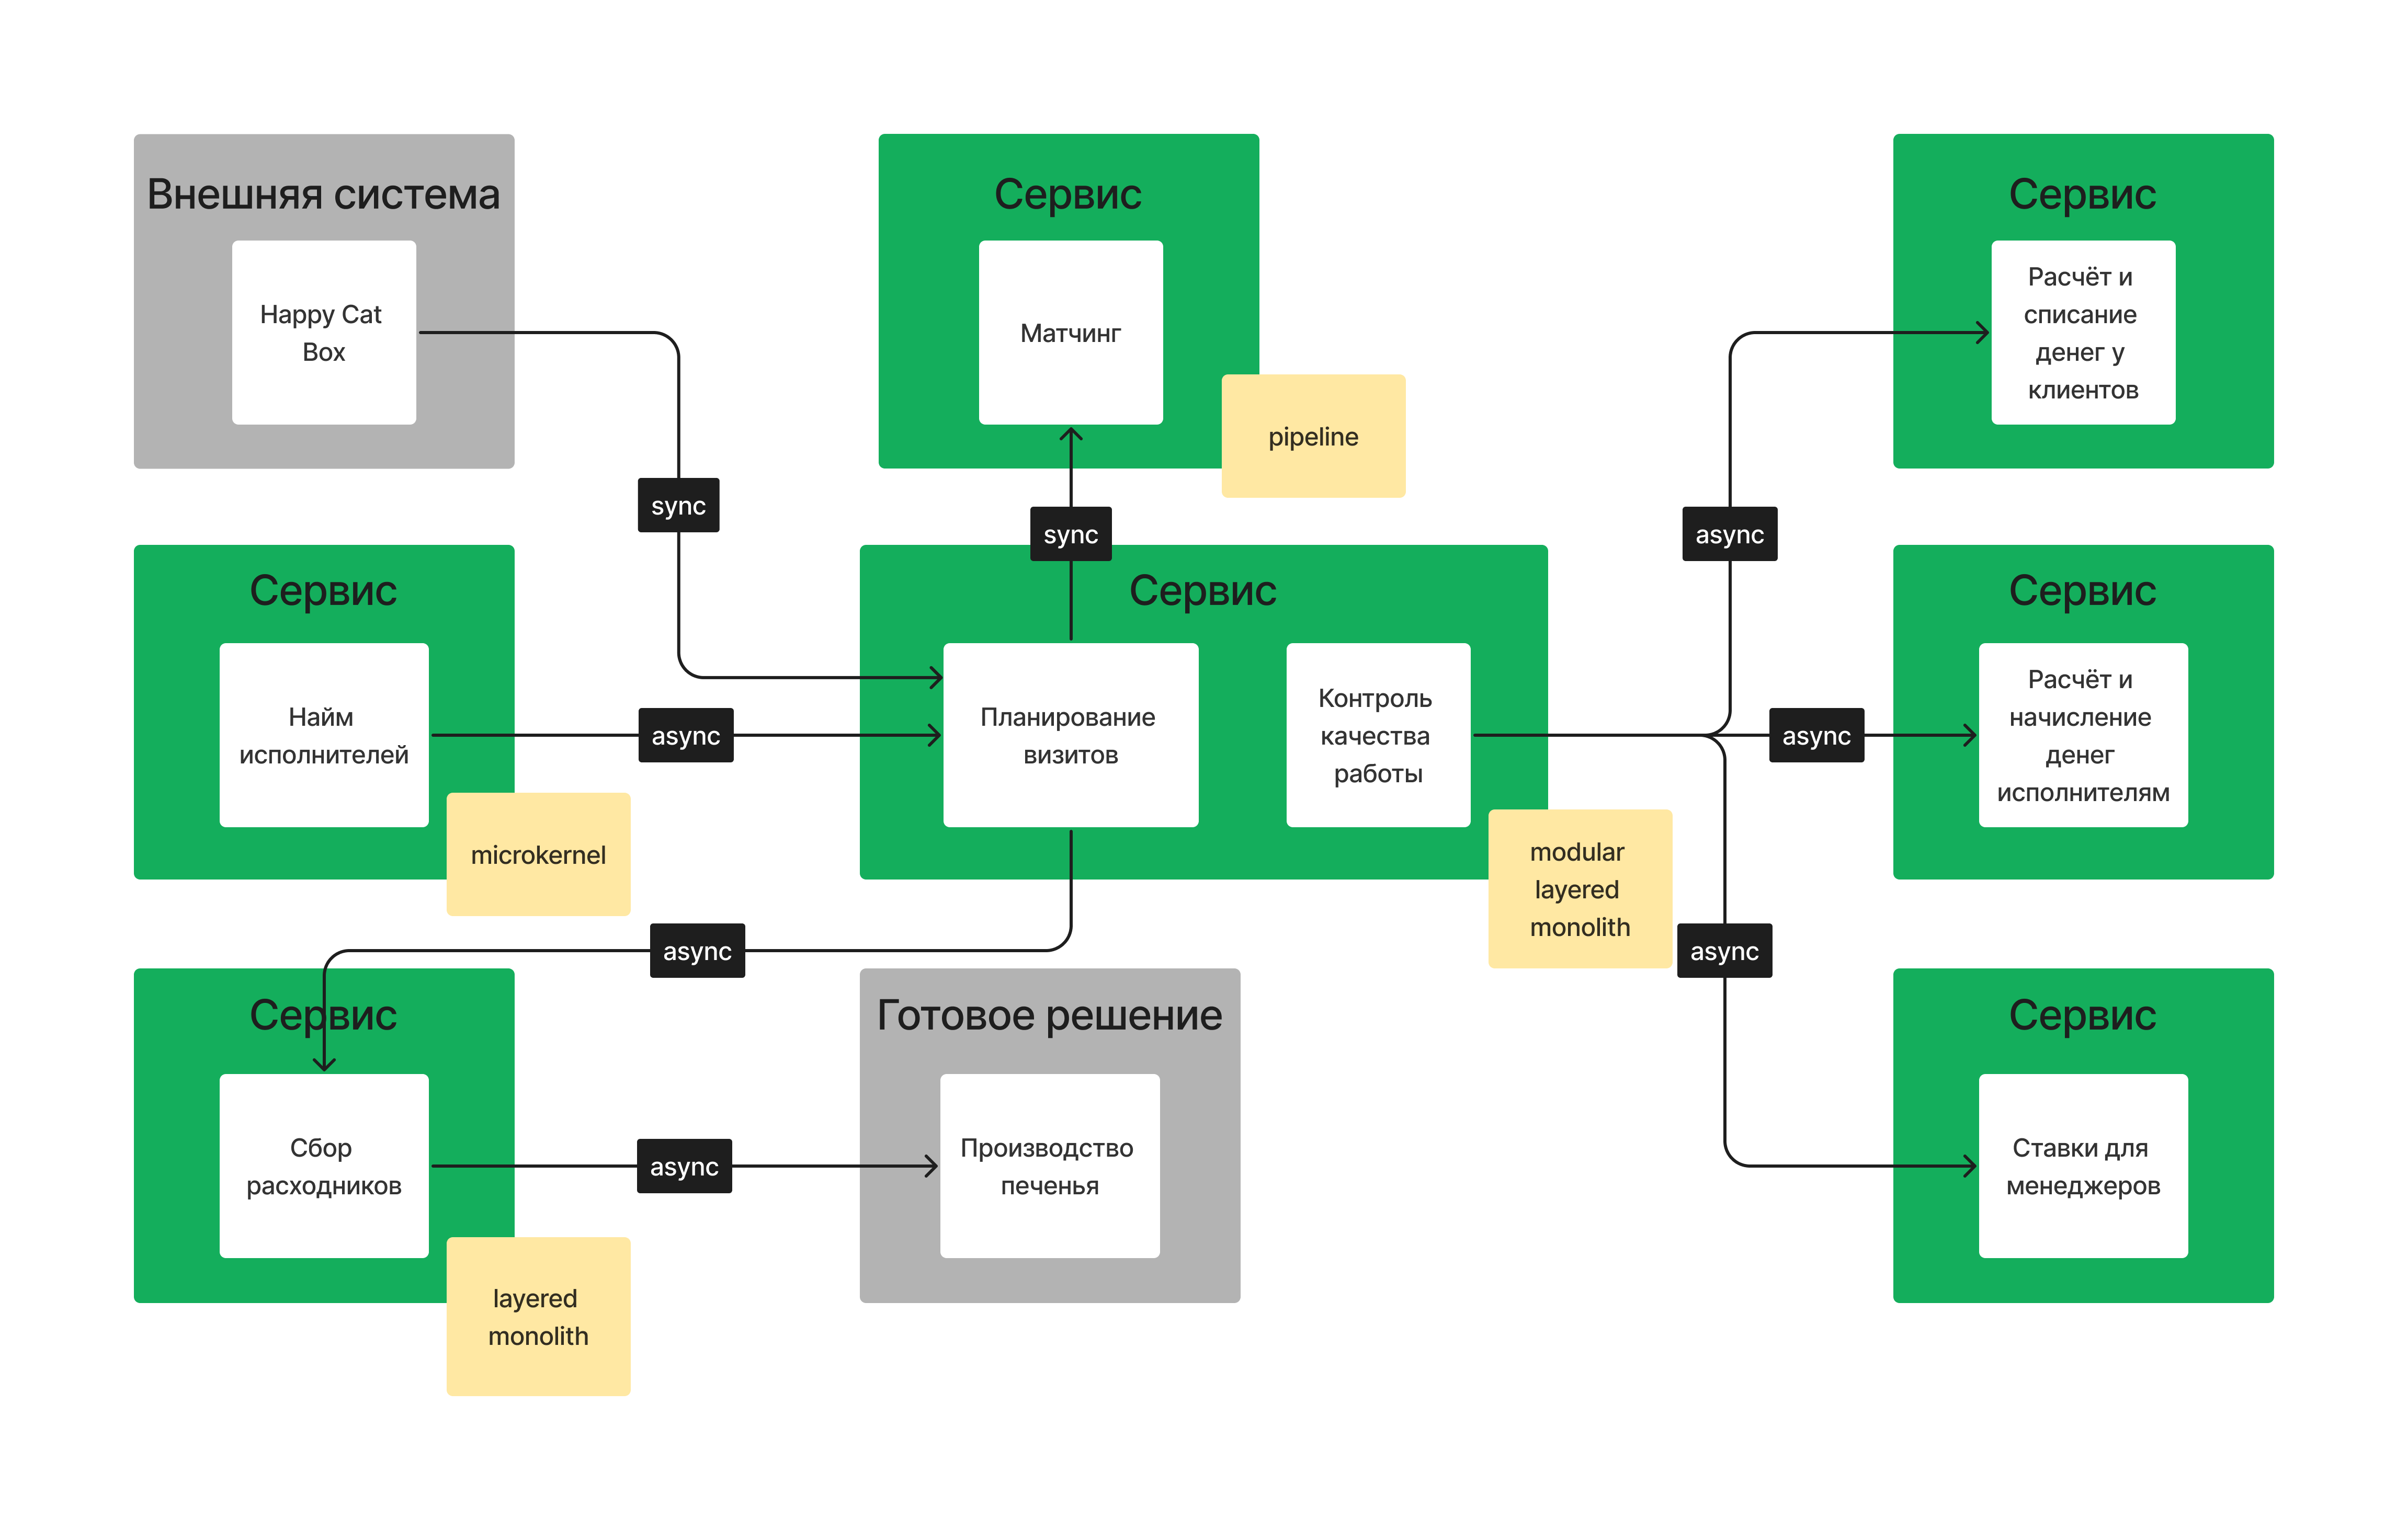 Внешняя система
Happy Cat
Box
Сервис
Матчинг
pipeline
Сервис
Расчёт и
списание
денег у
клиентов
sync
sync
async
Сервис
Найм
исполнителей
microkernel
async
Сервис
Планирование
визитов
Контроль
качества
работы
modular
layered
monolith
async
Сервис
Расчёт и
начисление
денег
исполнителям
async
async
Сервис
Сбор
расходников
layered
monolith
async
Готовое решение
Производство
печенья
Сервис
Ставки для
менеджеров